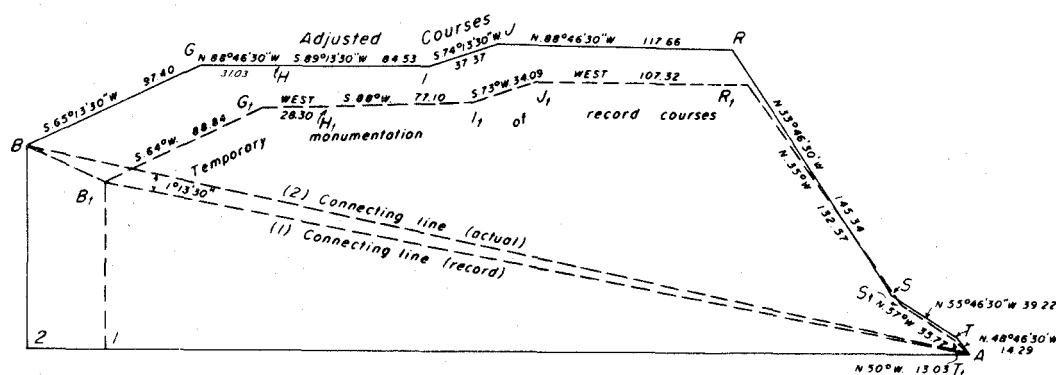 Adjusted Courses
G
J
R
N 88°46'30"W
31.03
H
S.89°13'30"W 84.53
I
S 74°13'30"W
37.37
N.88°46'30"W 117.66
S.65°13'30"W 97.40
B
G₁
WEST
28.30
H₁
S.88°W. 77.10
I₁
S.73°W 34.09
J₁
WEST 107.32
R₁
of record courses
Temporary monumentation
S.64°W. 88.84
B₁
1°13'30"
(2) Connecting line (actual)
(1) Connecting line (record)
N.33°46'30"W 145.34
N.35°W 132.57
S
S₁
N 55°46'30"W 39.22
T
N.57°W 35.77
N.48°46'30"W
14.29
A
N 50°W. 13.03
T₁
2
1